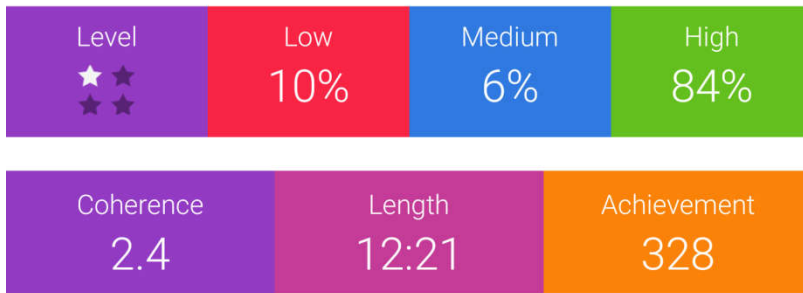 Level Low Medium High
10% 6% 84%
Coherence Length Achievement
2.4 12:21 328